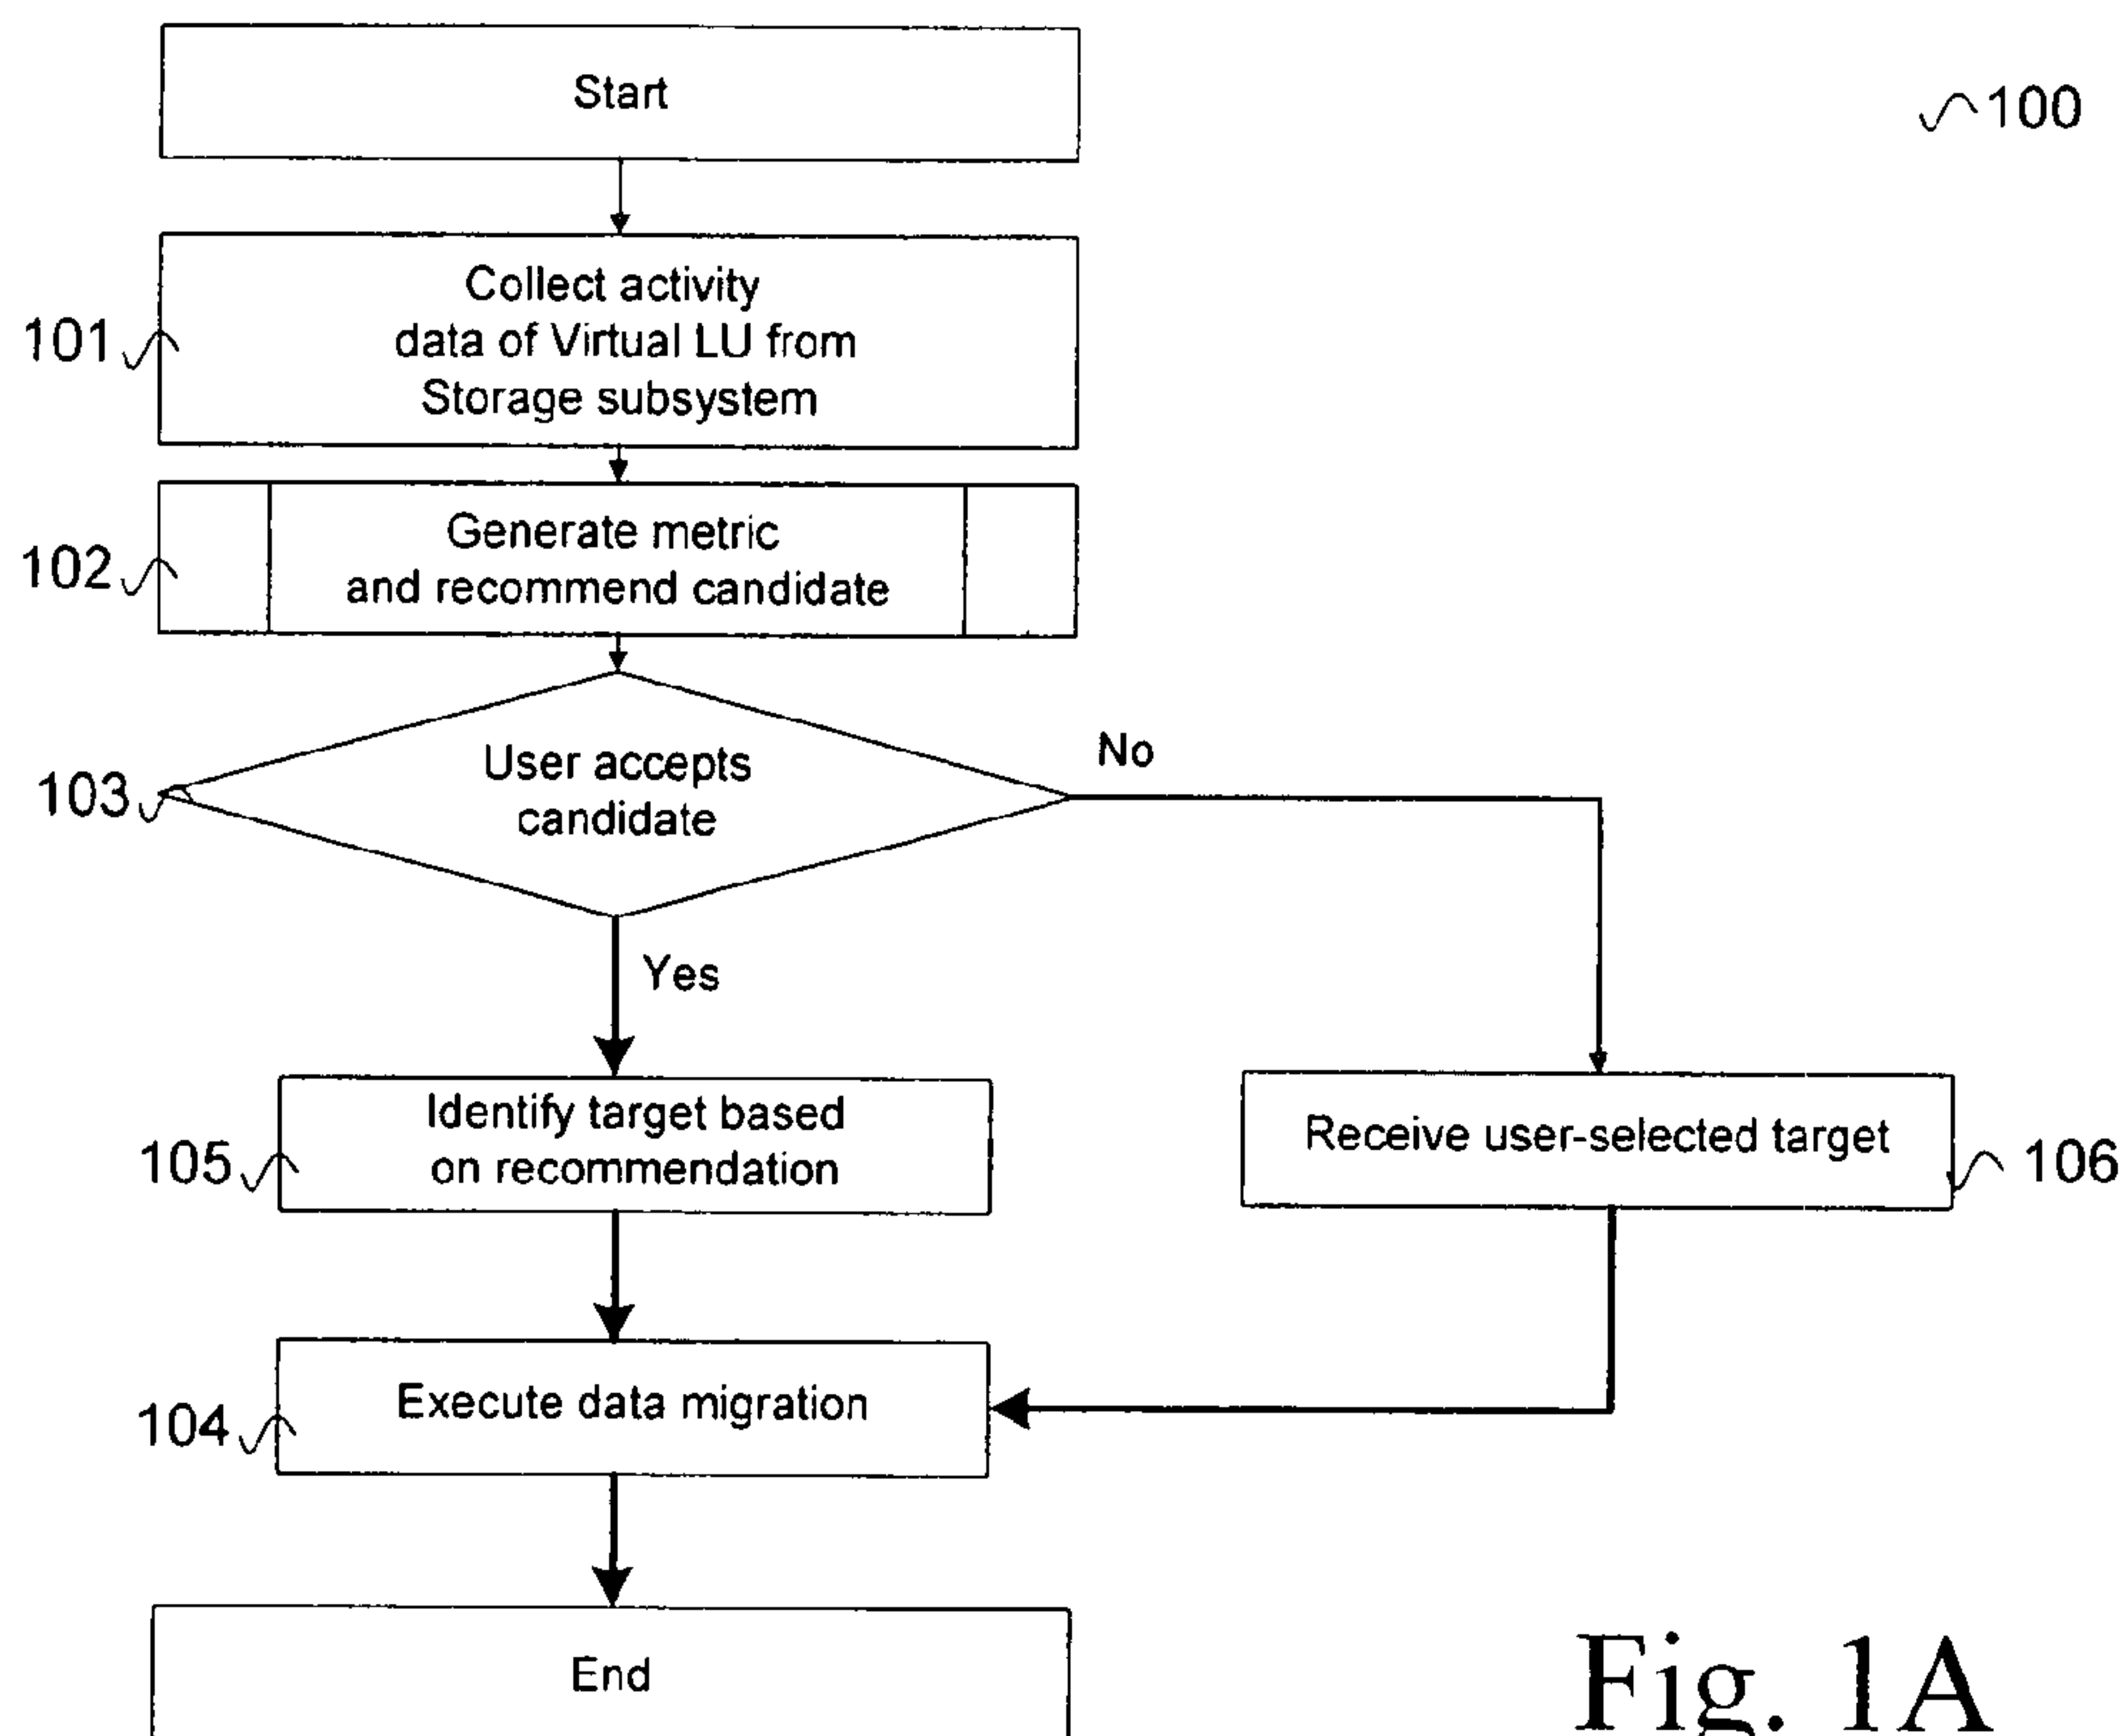 Start
100
Collect activity
data of Virtual LU from
Storage subsystem
101
Generate metric
and recommend candidate
102
User accepts
candidate
103
No
Yes
Identify target based
on recommendation
105
Receive user-selected target
106
Execute data migration
104
End
Fig. 1A